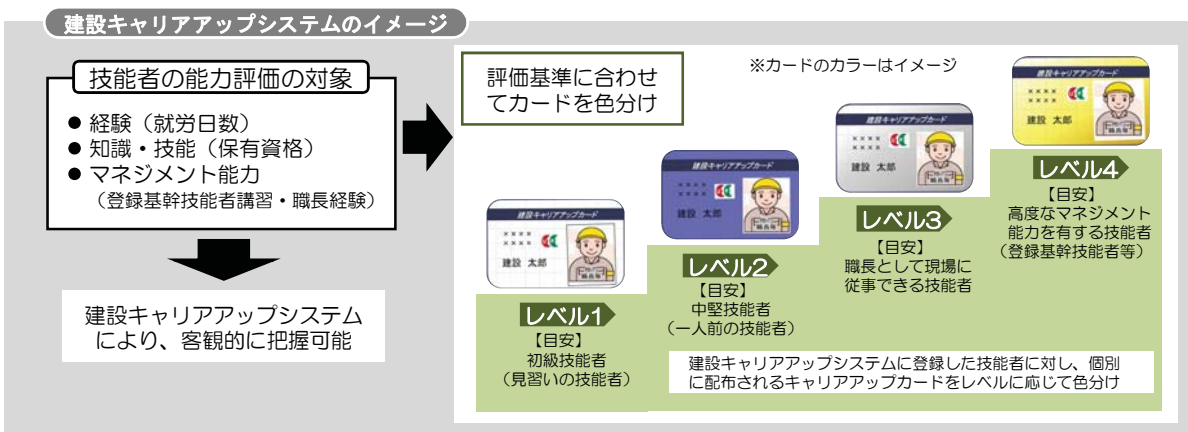 建設キャリアアップシステムのイメージ
技能者の能力評価の対象
● 経験（就労日数）
● 知識・技能（保有資格）
● マネジメント能力
（登録基幹技能者講習・職長経験）
建設キャリアアップシステム
により、客観的に把握可能
評価基準に合わせ
てカードを色分け
※カードのカラーはイメージ
建設キャリアアップカード
××××
××××
建設 太郎
レベル1
【目安】
初級技能者
（見習いの技能者）
建設キャリアアップカード
××××
××××
建設 太郎
レベル2
【目安】
中堅技能者
（一人前の技能者）
建設キャリアアップカード
××××
××××
建設 太郎
レベル3
【目安】
職長として現場に
従事できる技能者
建設キャリアアップカード
××××
××××
建設 太郎
レベル4
【目安】
高度なマネジメント
能力を有する技能者
（登録基幹技能者等）
建設キャリアアップシステムに登録した技能者に対し、個別
に配布されるキャリアアップカードをレベルに応じて色分け